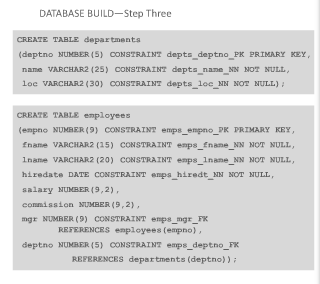 DATABASE BUILD—Step Three
CREATE TABLE departments
(deptno NUMBER(5) CONSTRAINT depts_deptno_PK PRIMARY KEY,
name VARCHAR2(25) CONSTRAINT depts_name_NN NOT NULL,
loc VARCHAR2(30) CONSTRAINT depts_loc_NN NOT NULL);
CREATE TABLE employees
(empno NUMBER(9) CONSTRAINT emps_empno_PK PRIMARY KEY,
fname VARCHAR2(15) CONSTRAINT emps_fname_NN NOT NULL,
lname VARCHAR2(20) CONSTRAINT emps_lname_NN NOT NULL,
hiredate DATE CONSTRAINT emps_hiredt_NN NOT NULL,
salary NUMBER(9,2),
commission NUMBER(9,2),
mgr NUMBER(9) CONSTRAINT emps_mgr_FK
REFERENCES employees(empno),
deptno NUMBER(5) CONSTRAINT emps_deptno_FK
REFERENCES departments(deptno));